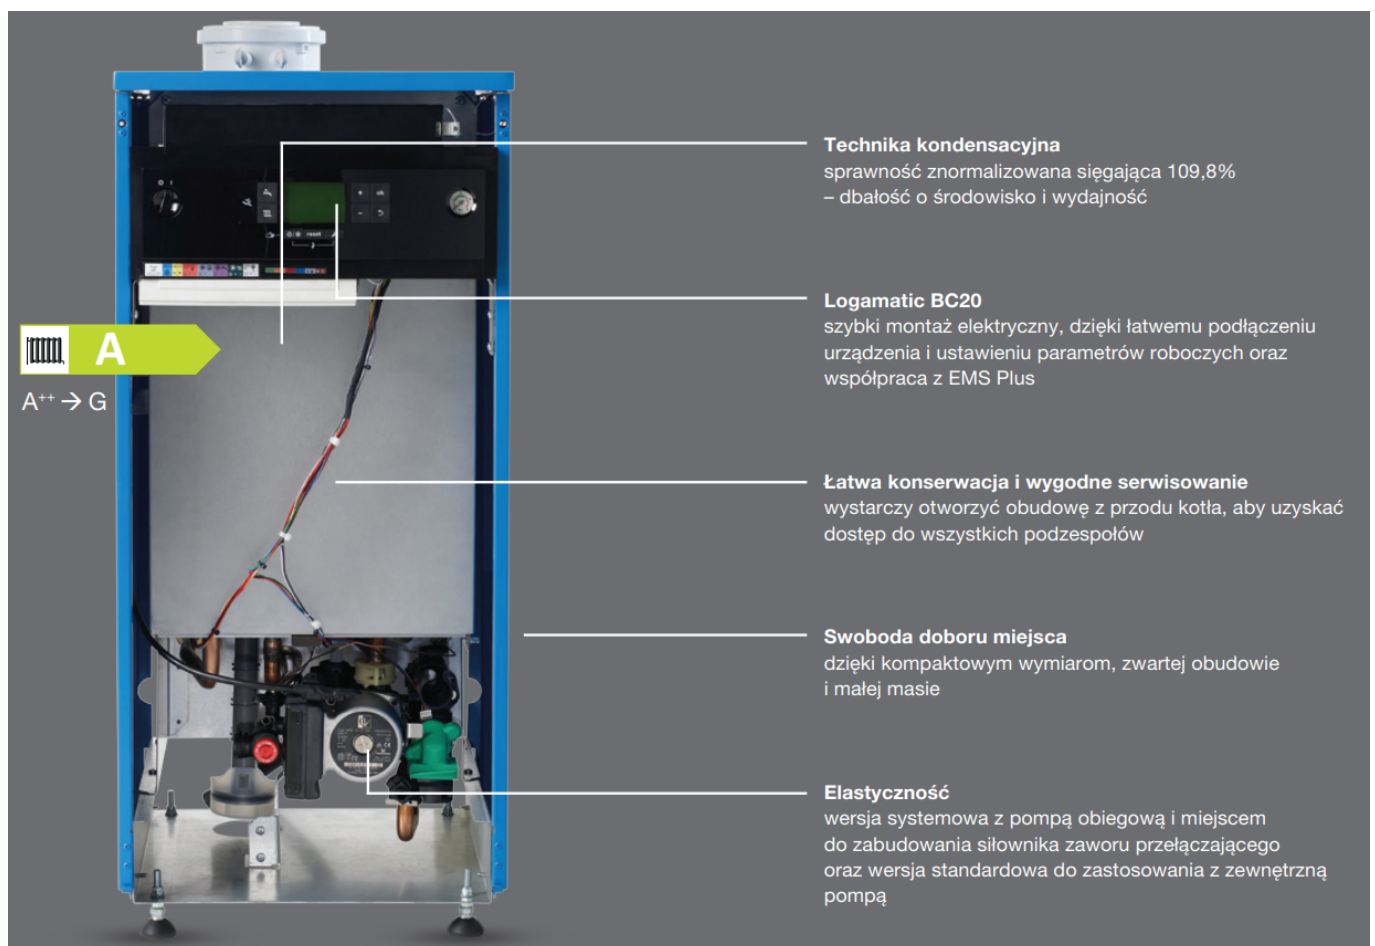 Technika kondensacyjna
sprawność znormalizowana sięgająca 109,8%
– dbałość o środowisko i wydajność
reset
ok
Logamatic BC20
szybki montaż elektryczny, dzięki łatwemu podłączeniu
urządzenia i ustawieniu parametrów roboczych oraz
współpraca z EMS Plus
A
A++ → G
Łatwa konserwacja i wygodne serwisowanie
wystarczy otworzyć obudowę z przodu kotła, aby uzyskać
dostęp do wszystkich podzespołów
Swoboda doboru miejsca
dzięki kompaktowym wymiarom, zwartej obudowie
i małej masie
Elastyczność
wersja systemowa z pompą obiegową i miejscem
do zabudowania siłownika zaworu przełączającego
oraz wersja standardowa do zastosowania z zewnętrzną
pompą